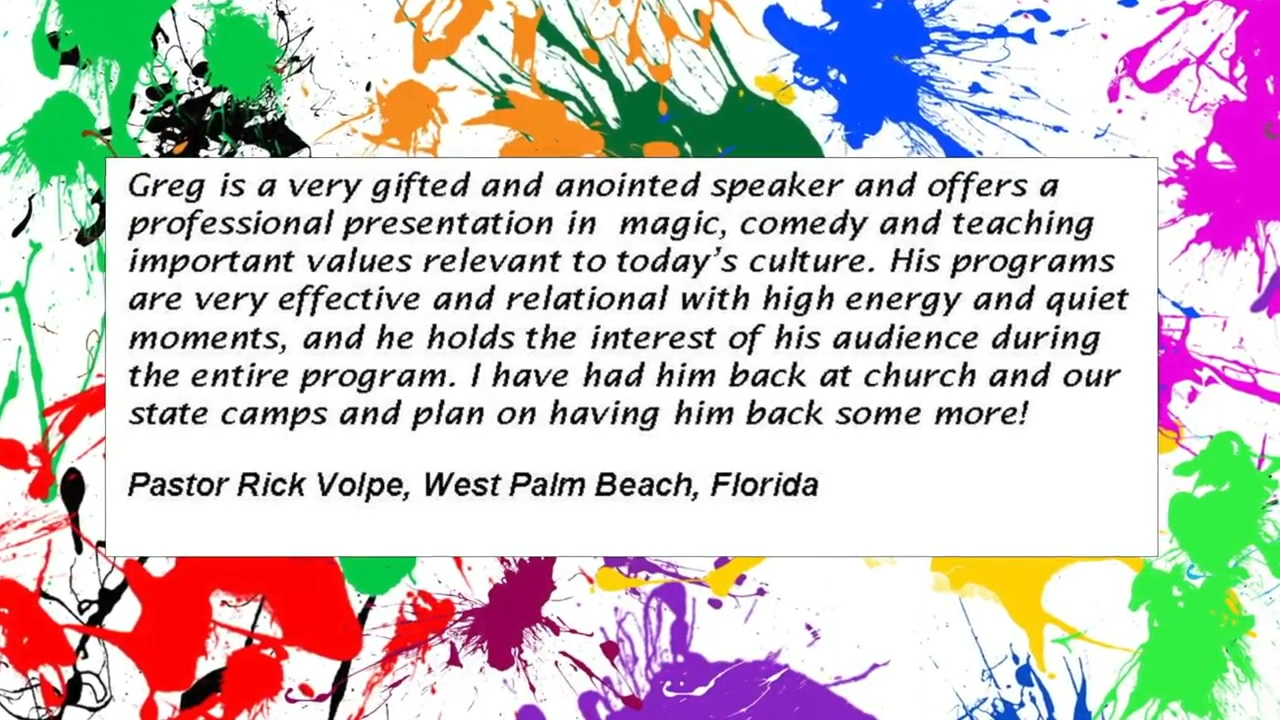 Greg is a very gifted and anointed speaker and offers a
professional presentation in  magic, comedy and teaching
important values relevant to today’s culture. His programs
are very effective and relational with high energy and quiet
moments, and he holds the interest of his audience during
the entire program. I have had him back at church and our
state camps and plan on having him back some more!
Pastor Rick Volpe, West Palm Beach, Florida